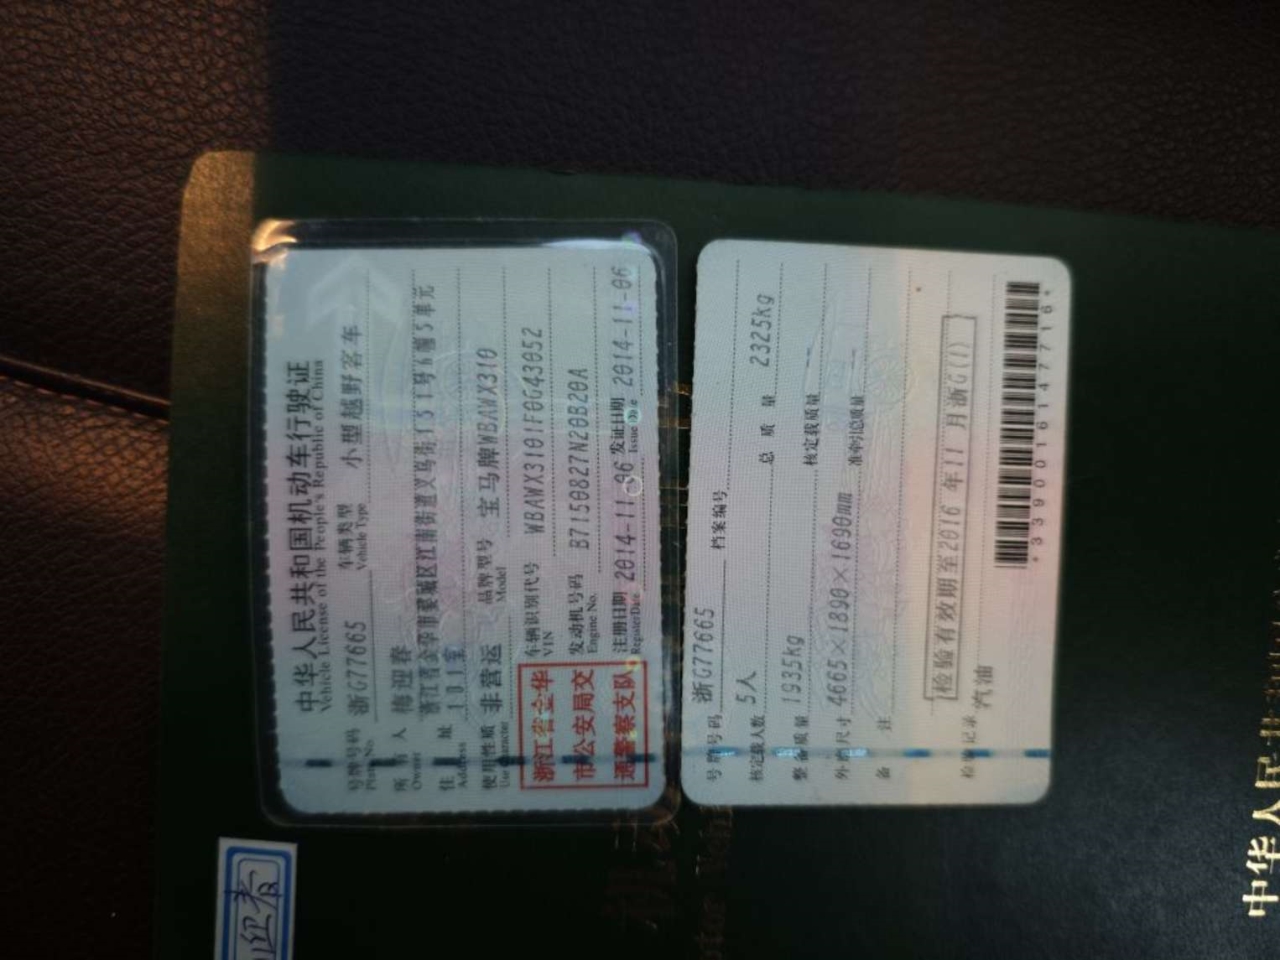 中华人民共和国机动车行驶证
Vehicle License of the People's Republic of China
号牌号码 浙G77665 车辆类型 小型越野客车
Plate No. Vehicle Type
所有人
Owner
住址 浙江省金华市婺城区江南街道义乌街151号6幢5单元
Address 101室
使用性质 非营运 品牌型号 宝马牌WBAWX310
Use Character Model
浙江省金华
市公安局交
通警察支队
车辆识别代号 WBAWX3101F0G43052
VIN
发动机号码 B7150827N20B20A
Engine No.
注册日期 2014-11-06 发证日期 2014-11-06
Register Date Issue Date
号牌号码 浙G77665 档案编号
核定载人数 5人 总质量 2325kg
整备质量 1935kg 核定载质量
外廓尺寸 4665×1890×1690mm 准牵引总质量
备注
检验有效期至2016年11月浙G(1)
检验记录 汽油
*3390016147716*
迎春
中华人民共和